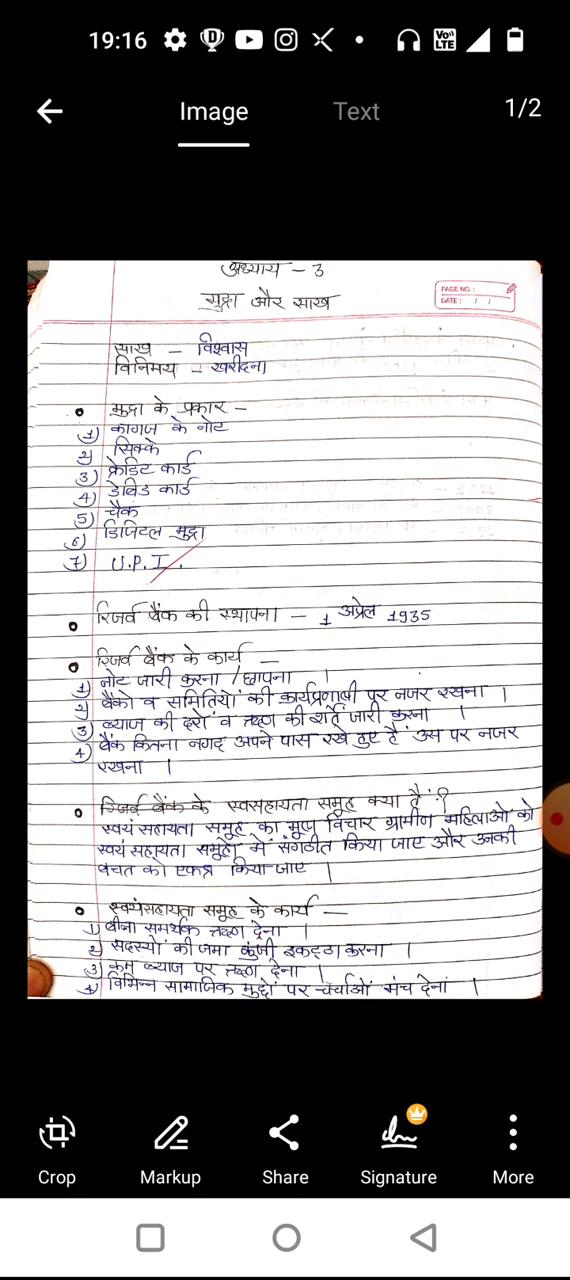 19:16
Vo))
LTE
Image
Text
1/2
अध्याय - 3
मुद्रा और साख
PAGE NO.:
DATE: / /
साख - विश्वास
विनिमय - खरीदना
मुद्रा के प्रकार -
1) कागज के नोट
2) सिक्के
3) क्रेडिट कार्ड
4) डेविड कार्ड
5) चैक
6) डिजिटल मुद्रा
7) U.P.I.
रिजर्व बैंक की स्थापना - 1 अप्रेल 1935
रिजर्व बैंक के कार्य -
1) नोट जारी करना / छापना ।
2) बैंको व समितियों की कार्यप्रणाली पर नजर रखना ।
3) ब्याज की दरों व ऋण की शर्ते जारी करना ।
4) बैंक कितना नगद अपने पास रखे हुए हैं उस पर नजर
रखना ।
रिजर्व बैंक के स्वसहायता समूह क्या है ?
स्वयं सहायता समूह का मूल विचार ग्रामीण महिलाओं को
स्वयं सहायता समूहों में संगठीत किया जाए और उनकी
बचत को एकत्र किया जाए ।
स्वयंसहायता समूह के कार्य -
1) बीना समर्थक ऋण देना ।
2) सदस्यों की जमा कुंजी इकट्ठा करना ।
3) कम ब्याज पर ऋण देना ।
4) विभिन्न सामाजिक मुद्दों पर चर्चाओं मंच देना ।
Crop
Markup
Share
Signature
More